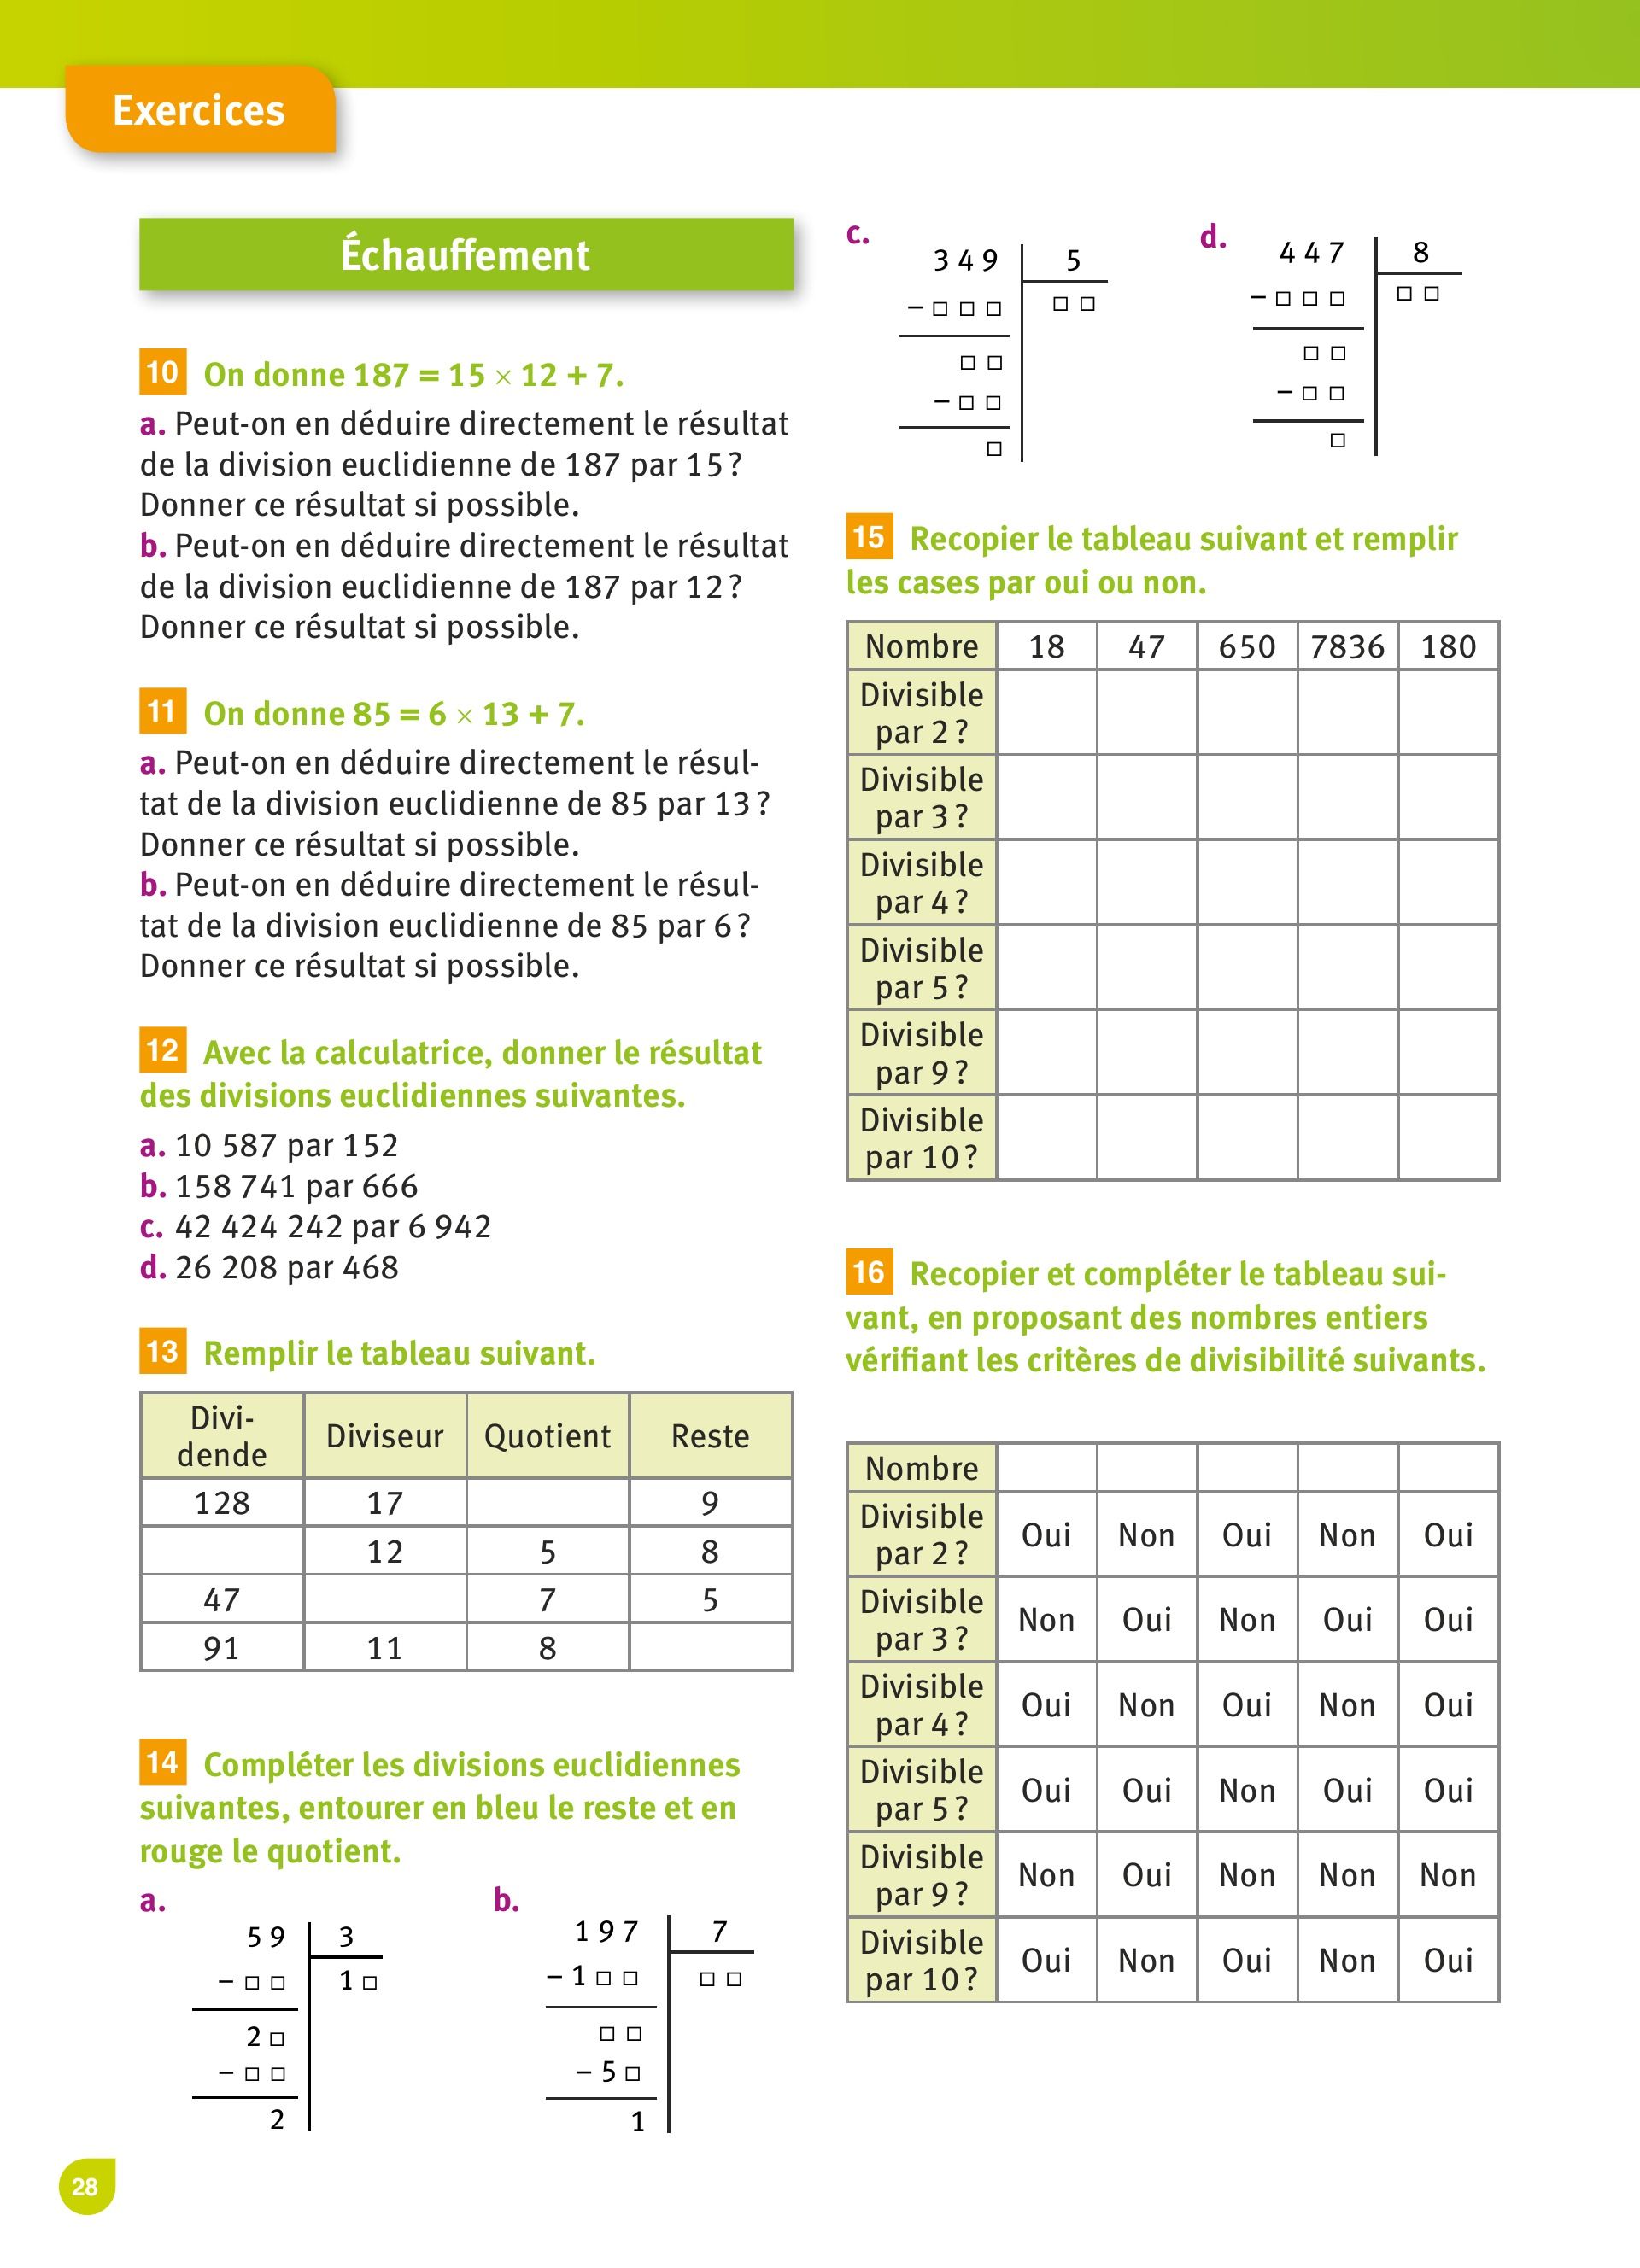 Exercices
Échauffement
10 On donne 187 = 15 × 12 + 7.
a. Peut-on en déduire directement le résultat
de la division euclidienne de 187 par 15 ?
Donner ce résultat si possible.
b. Peut-on en déduire directement le résultat
de la division euclidienne de 187 par 12 ?
Donner ce résultat si possible.
11 On donne 85 = 6 × 13 + 7.
a. Peut-on en déduire directement le résul-
tat de la division euclidienne de 85 par 13 ?
Donner ce résultat si possible.
b. Peut-on en déduire directement le résul-
tat de la division euclidienne de 85 par 6 ?
Donner ce résultat si possible.
12 Avec la calculatrice, donner le résultat
des divisions euclidiennes suivantes.
a. 10 587 par 152
b. 158 741 par 666
c. 42 424 242 par 6 942
d. 26 208 par 468
13 Remplir le tableau suivant.
Divi-
dende Diviseur Quotient Reste
128 17 9
12 5 8
47 7 5
91 11 8
14 Compléter les divisions euclidiennes
suivantes, entourer en bleu le reste et en
rouge le quotient.
a.
5 9 3
– □ □ 1 □
2 □
– □ □
2
b.
1 9 7 7
– 1 □ □ □ □
□ □
– 5 □
1
c.
3 4 9 5
– □ □ □ □ □
□ □
– □ □
□
d.
4 4 7 8
– □ □ □ □ □
□ □
– □ □
□
15 Recopier le tableau suivant et remplir
les cases par oui ou non.
Nombre 18 47 650 7836 180
Divisible
par 2 ?
Divisible
par 3 ?
Divisible
par 4 ?
Divisible
par 5 ?
Divisible
par 9 ?
Divisible
par 10 ?
16 Recopier et compléter le tableau sui-
vant, en proposant des nombres entiers
vérifiant les critères de divisibilité suivants.
Nombre
Divisible
par 2 ? Oui Non Oui Non Oui
Divisible
par 3 ? Non Oui Non Oui Oui
Divisible
par 4 ? Oui Non Oui Non Oui
Divisible
par 5 ? Oui Oui Non Oui Oui
Divisible
par 9 ? Non Oui Non Non Non
Divisible
par 10 ? Oui Non Oui Non Oui
28